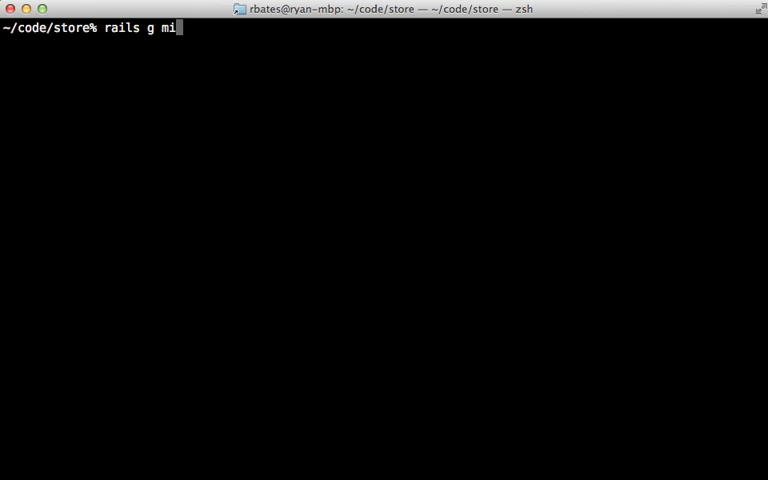 rbates@ryan-mbp: ~/code/store — ~/code/store — zsh
~/code/store% rails g mi